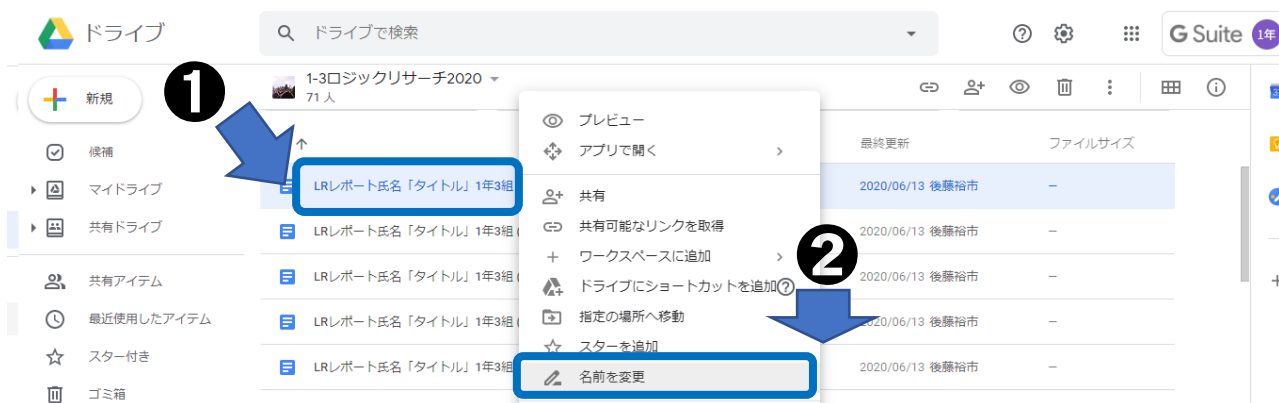 ドライブ
ドライブで検索
G Suite
1年
新規
❶
1-3ロジックリサーチ2020
71 人
候補
マイドライブ
共有ドライブ
共有アイテム
最近使用したアイテム
スター付き
ゴミ箱
最終更新
ファイルサイズ
LRレポート氏名「タイトル」1年3組
2020/06/13 後藤裕市
–
LRレポート氏名「タイトル」1年3組 (
2020/06/13 後藤裕市
–
LRレポート氏名「タイトル」1年3組 (
2020/06/13 後藤裕市
–
LRレポート氏名「タイトル」1年3組 (
2020/06/13 後藤裕市
–
LRレポート氏名「タイトル」1年3組
2020/06/13 後藤裕市
–
プレビュー
アプリで開く
共有
共有可能なリンクを取得
ワークスペースに追加
❷
ドライブにショートカットを追加
指定の場所へ移動
スターを追加
名前を変更